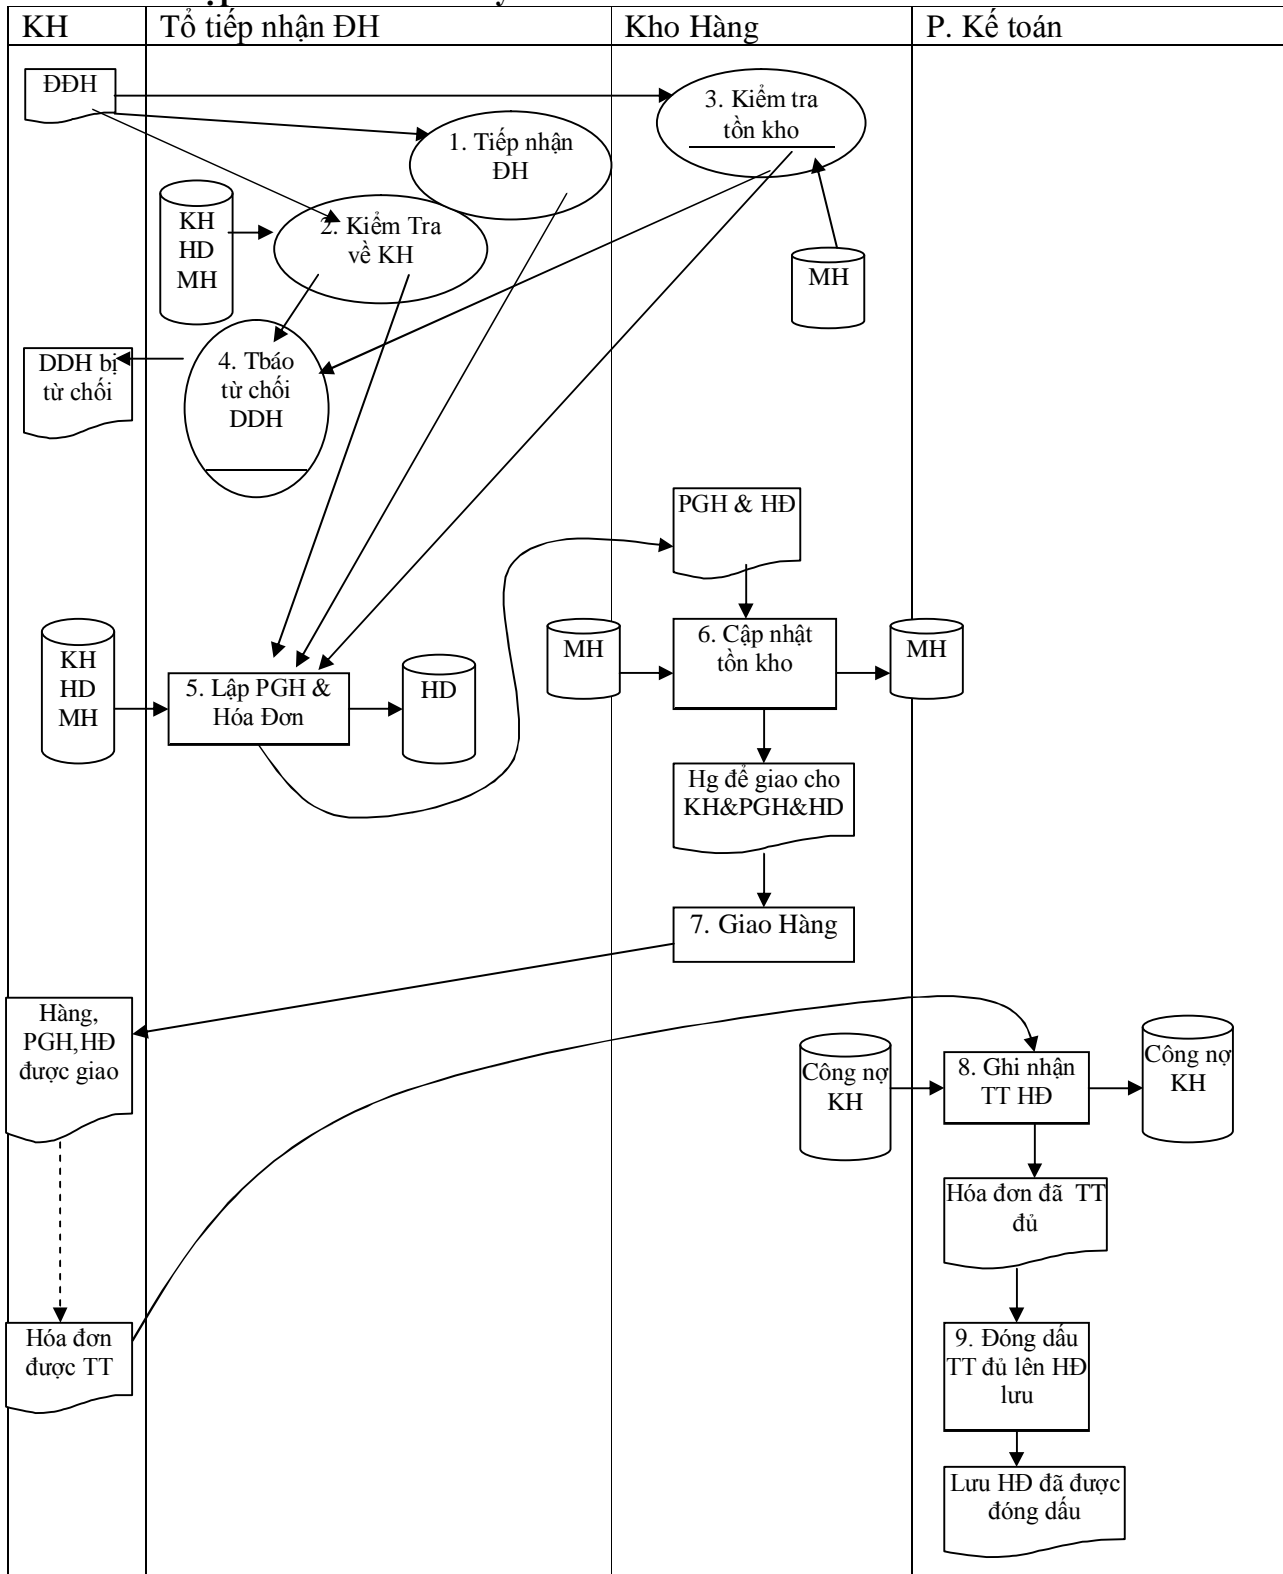 KH
Tổ tiếp nhận ĐH
Kho Hàng
P. Kế toán
ĐĐH
3. Kiểm tra
tồn kho
1. Tiếp nhận
ĐH
KH
HD
MH
2. Kiểm Tra
về KH
MH
DDH bị
từ chối
4. Tbáo
từ chối
DDH
PGH & HĐ
KH
HD
MH
5. Lập PGH &
Hóa Đơn
HD
MH
6. Cập nhật
tồn kho
MH
Hg để giao cho
KH&PGH&HD
7. Giao Hàng
Hàng,
PGH,HĐ
được giao
Công nợ
KH
8. Ghi nhận
TT HĐ
Công nợ
KH
Hóa đơn đã  TT
đủ
Hóa đơn
được TT
9. Đóng dấu
TT đủ lên HĐ
lưu
Lưu HĐ đã được
đóng dấu